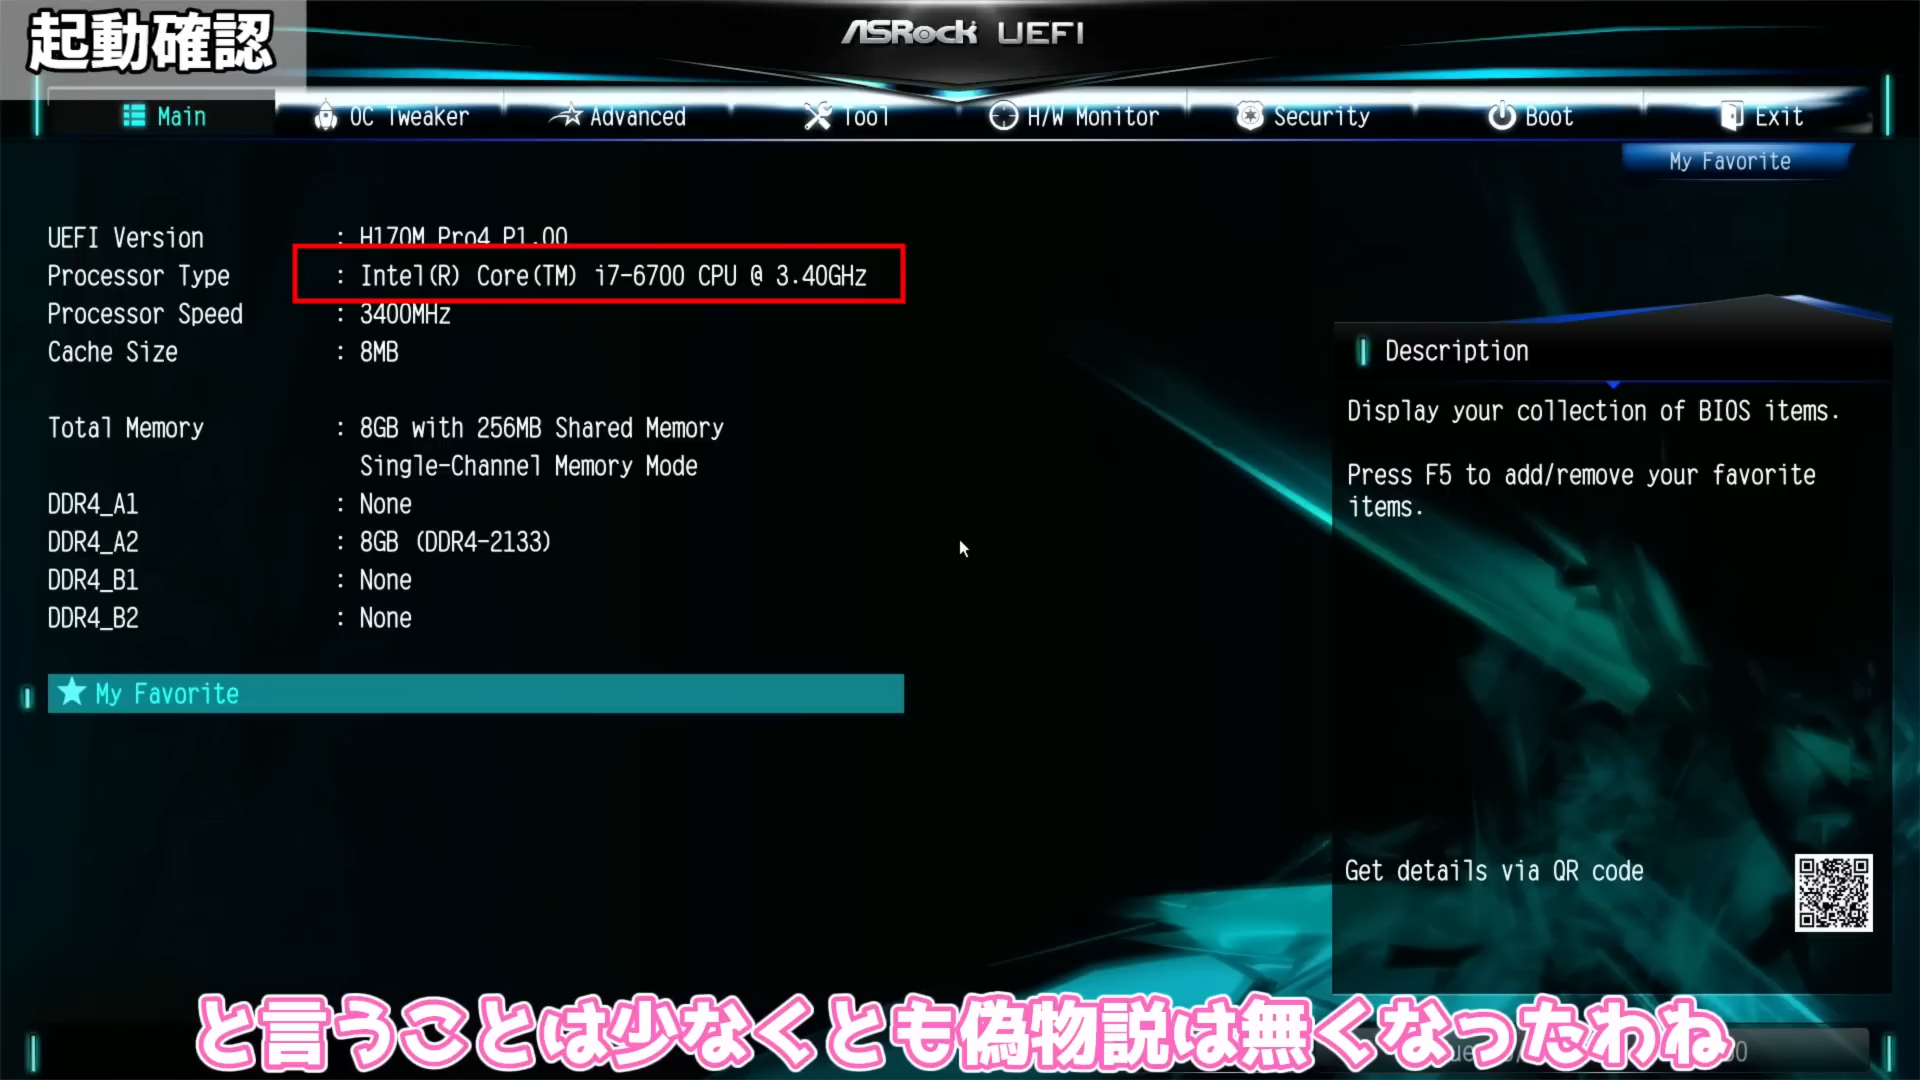 起動確認
ASRock UEFI
Main
OC Tweaker
Advanced
Tool
H/W Monitor
Security
Boot
Exit
My Favorite
UEFI Version : H170M Pro4 P1.00
Processor Type : Intel(R) Core(TM) i7-6700 CPU @ 3.40GHz
Processor Speed : 3400MHz
Cache Size : 8MB
Total Memory : 8GB with 256MB Shared Memory
Single-Channel Memory Mode
DDR4_A1 : None
DDR4_A2 : 8GB (DDR4-2133)
DDR4_B1 : None
DDR4_B2 : None
My Favorite
Description
Display your collection of BIOS items.
Press F5 to add/remove your favorite
items.
Get details via QR code
と言うことは少なくとも偽物説は無くなったわね